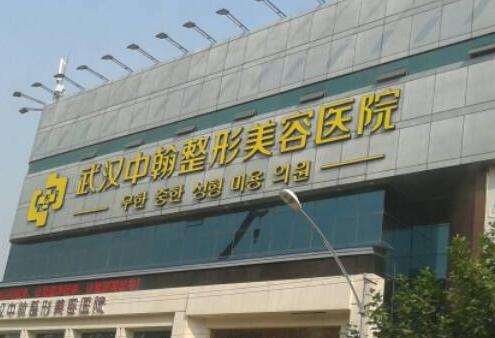 武汉中翰整形美容医院
우한 중한 성형 미용 의원
汉中翰整形美容医院